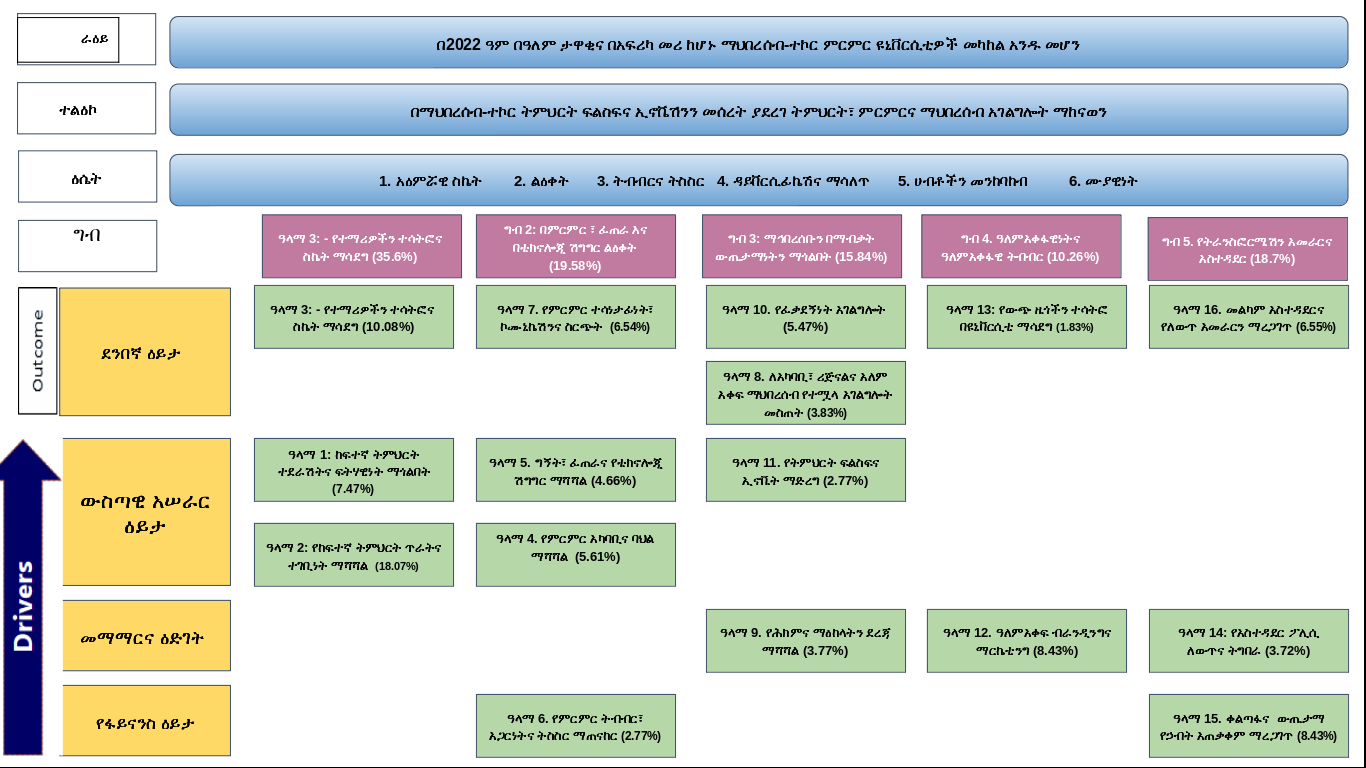 ራዕይ
በ2022 ዓም በዓለም ታዋቂና በአፍሪካ መሪ ከሆኑ ማህበረሰብ-ተኮር ምርምር ዩኒቨርሲቲዎች መካከል አንዱ መሆን
ተልዕኮ
በማህበረሰብ-ተኮር ትምህርት ፍልስፍና ኢኖቬሽንን መሰረት ያደረገ ትምህርት፣ ምርምርና ማህበረሰብ አገልግሎት ማከናወን
ዕሴት
1. አዕምሯዊ ስኬት 2. ልዕቀት 3. ትብብርና ትስስር 4. ዳይቨርሲፊኬሽና ማሳለጥ 5. ሀብቶችን መንከባከብ 6. ሙያዊነት
ግብ
ዓላማ 3: - የተማሪዎችን ተሳትፎና
ስኬት ማሳደግ (35.6%)
ግብ 2: በምርምር ፣ ፈጠራ እና
በቴክኖሎጂ ሽግግር ልዕቀት
(19.58%)
ግብ 3: ማኅበረሰቡን በማብቃት
ውጤታማነትን ማጎልበት (15.84%)
ግብ 4. ዓለምአቀፋዊነትና
ዓለምአቀፋዊ ትብብር (10.26%)
ግብ 5. የትራንስፎርሜሽን አመራርና
አስተዳደር (18.7%)
Outcome
ደንበኛ ዕይታ
ዓላማ 3: - የተማሪዎችን ተሳትፎና
ስኬት ማሳደግ (10.08%)
ዓላማ 7. የምርምር ተሳነታፊነት፣
ኮሙኒኬሽንና ስርጭት (6.54%)
ዓላማ 10. የፈቃደኝነት አገልግሎት
(5.47%)
ዓላማ 13: የውጭ ዜጎችን ተሳትፎ
በዩኒቨርሲቲ ማሳደግ (1.83%)
ዓላማ 16. መልካም አስተዳደርና
የለውጥ አመራርን ማረጋገጥ (6.55%)
ዓላማ 8. ለአካባቢ፣ ሪጅናልና አለም
አቀፍ ማህበረሰብ የተሟላ አገልግሎት
መስጠት (3.83%)
Drivers
ውስጣዊ አሠራር
ዕይታ
ዓላማ 1: ከፍተኛ ትምህርት
ተደራሽትና ፍትሃዊነት ማጎልበት
(7.47%)
ዓላማ 5. ግኝት፣ ፈጠራና የቴክኖሎጂ
ሽግግር ማሻሻል (4.66%)
ዓላማ 11. የትምህርት ፍልስፍና
ኢኖቬት ማድረግ (2.77%)
ዓላማ 2: የከፍተኛ ትምህርት ጥራትና
ተገቢነት ማሻሻል (18.07%)
ዓላማ 4. የምርምር አካባቢና ባህል
ማሻሻል (5.61%)
መማማርና ዕድገት
ዓላማ 9. የሕክምና ማዕከላትን ደረጃ
ማሻሻል (3.77%)
ዓላማ 12. ዓለምአቀፍ ብራንዲንግና
ማርኬቲንግ (8.43%)
ዓላማ 14: የአስተዳደር ፖሊሲ
ለውጥና ትግበራ (3.72%)
የፋይናንስ ዕይታ
ዓላማ 6. የምርምር ትብብር፣
አጋርነትና ትስስር ማጠናከር (2.77%)
ዓላማ 15. ቀልጣፋና ውጤታማ
የኃብት አጠቃቀም ማረጋገጥ (8.43%)